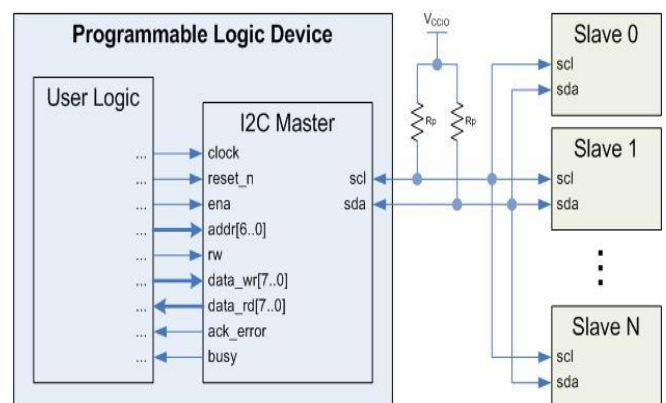 Programmable Logic Device
User Logic
...
...
...
...
...
...
...
...
...
I2C Master
clock
reset_n
ena
addr[6..0]
rw
data_wr[7..0]
data_rd[7..0]
ack_error
busy
scl
sda
VCCIO
Rp
Rp
Slave 0
scl
sda
Slave 1
scl
sda
Slave N
scl
sda